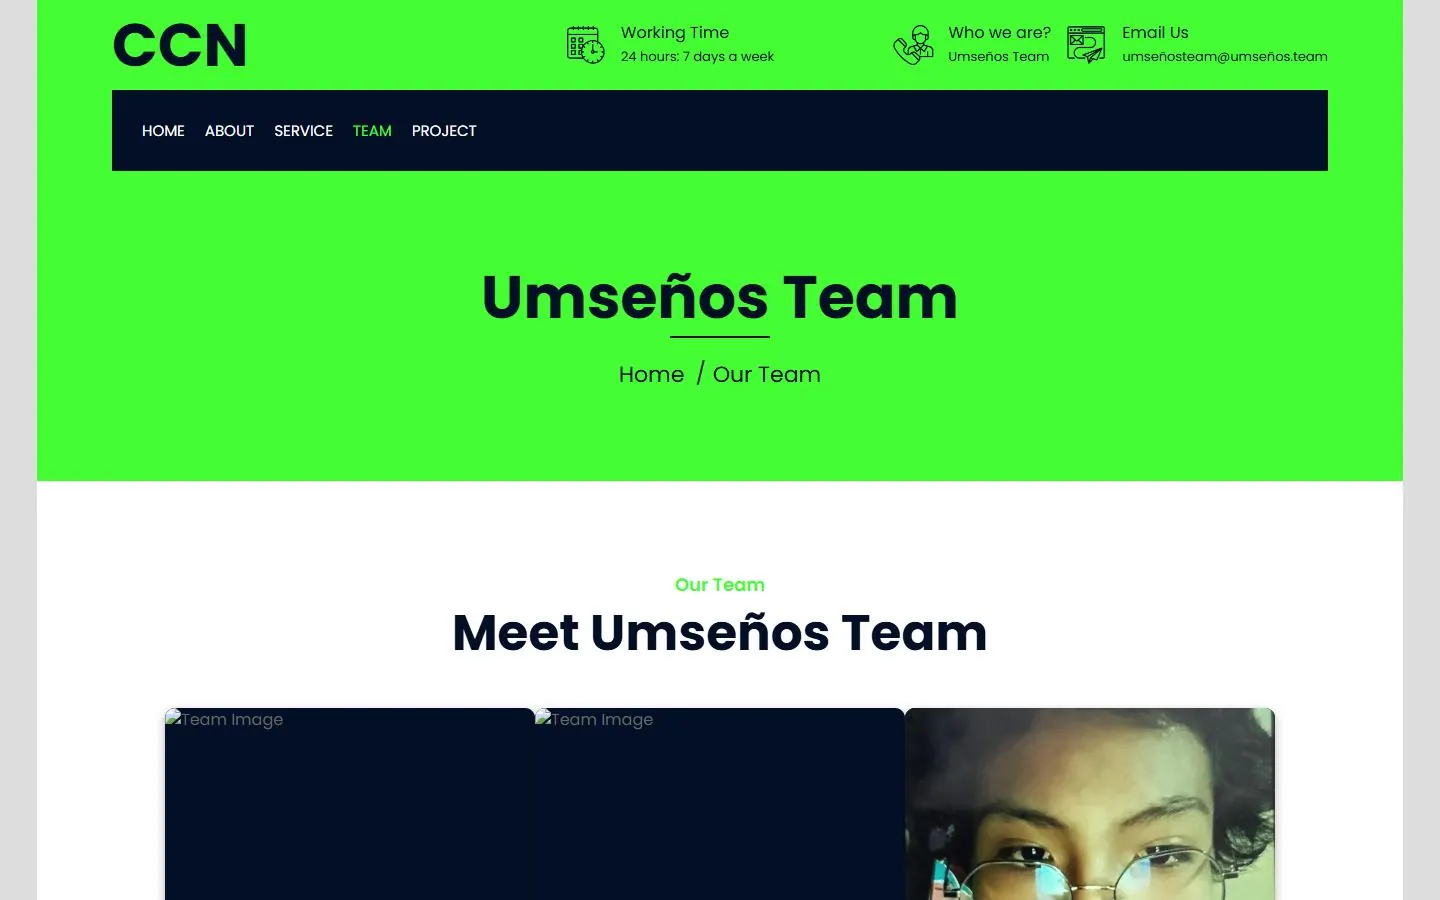 CCN
Working Time
24 hours: 7 days a week
Who we are?
Umseños Team
Email Us
umseñosteam@umseños.team
HOME ABOUT SERVICE TEAM PROJECT
Umseños Team
Home / Our Team
Our Team
Meet Umseños Team
Team Image
Team Image